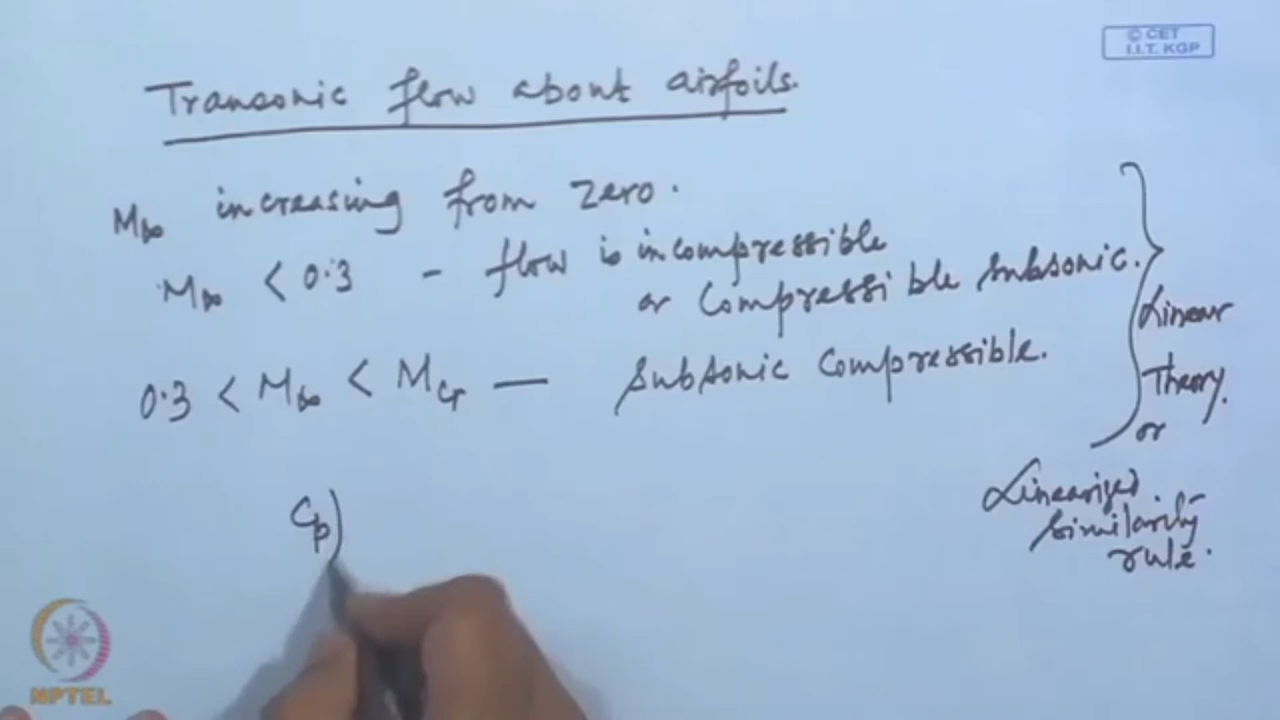 © CET
I.I.T. KGP
Transonic flow about airfoils.
M∞ increasing from zero.
M∞ < 0.3 - flow is incompressible
or Compressible subsonic.
0.3 < M∞ < Mcr — subsonic compressible.
Linear
Theory.
or
Linearized
similarity
rule.
Cp)
NPTEL